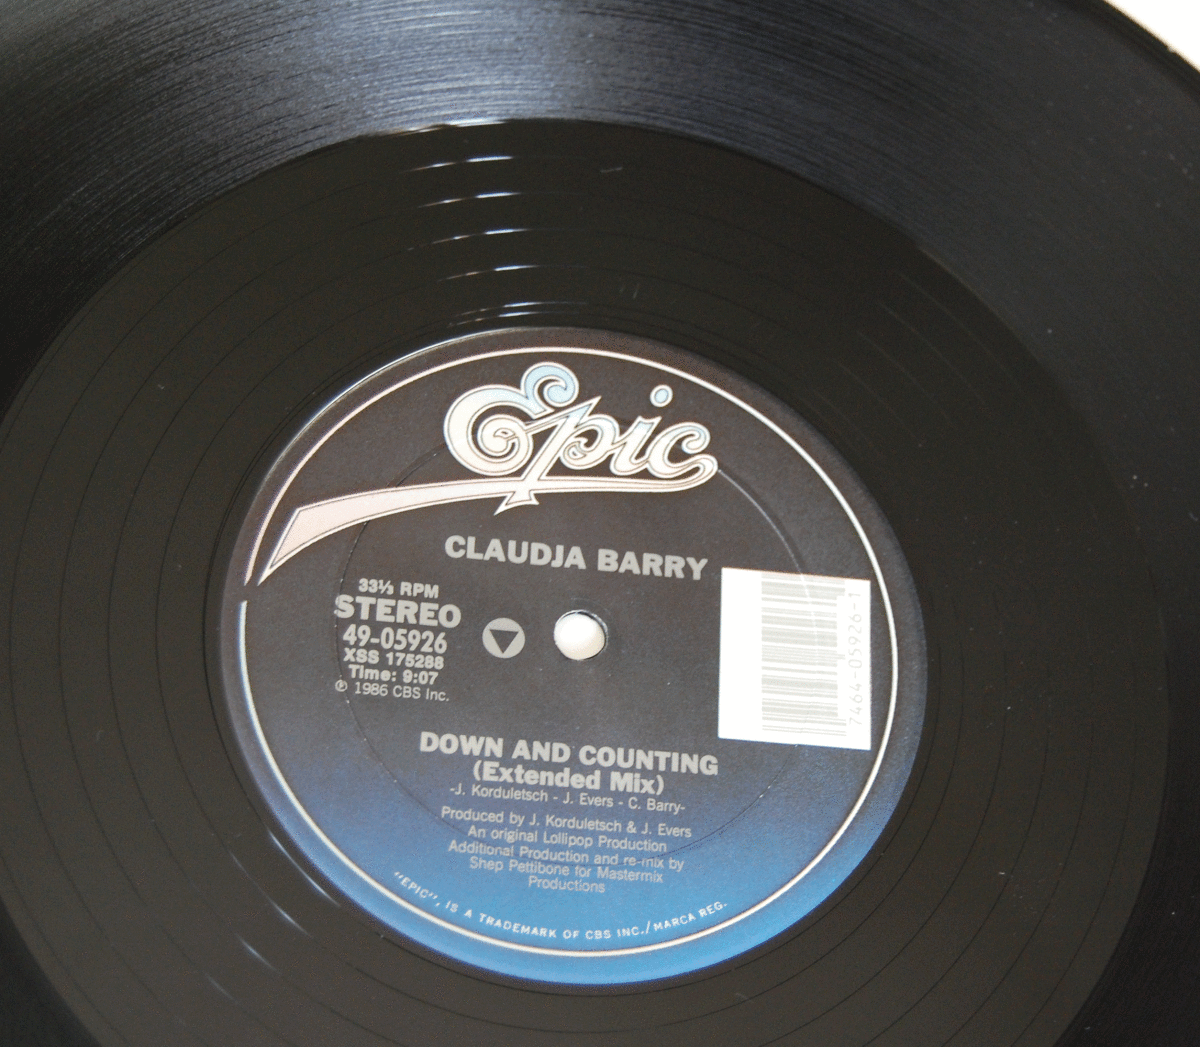 Epic
CLAUDJA BARRY
33⅓ RPM
STEREO
49-05926
XSS 175288
Time: 9:07
℗ 1986 CBS Inc.
7464-05926-1
DOWN AND COUNTING
(Extended Mix)
-J. Korduletsch - J. Evers - C. Barry-
Produced by J. Korduletsch & J. Evers
An original Lollipop Production
Additional Production and re-mix by
Shep Pettibone for Mastermix
Productions
"EPIC", IS A TRADEMARK OF CBS INC./MARCA REG.